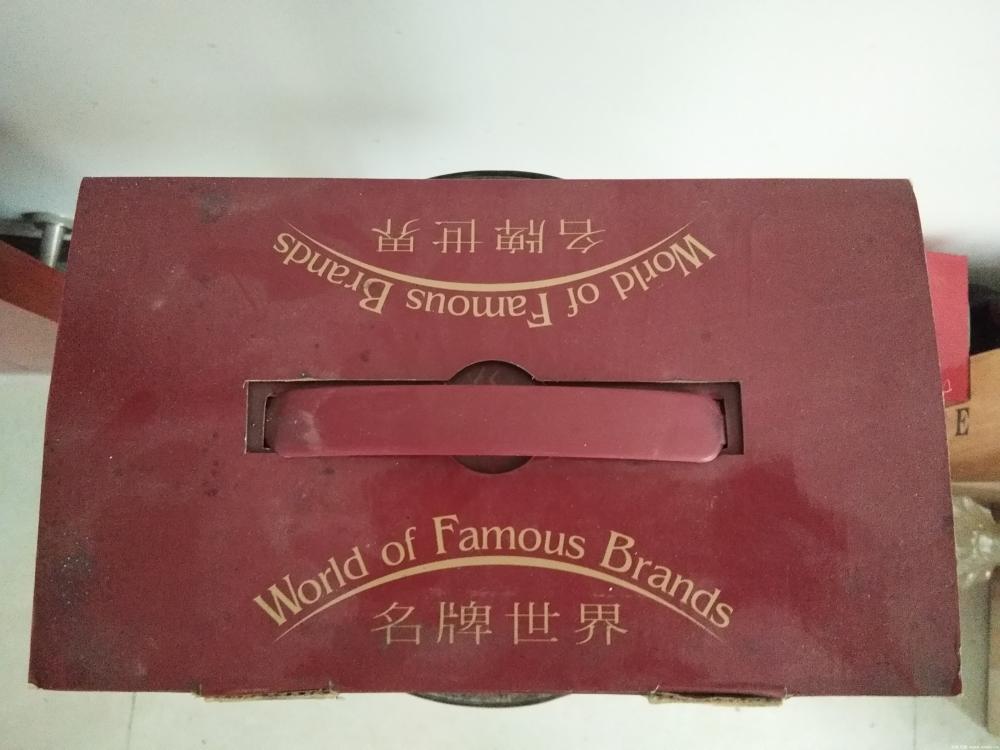 名牌世界
World of Famous Brands
World of Famous Brands
名牌世界
E